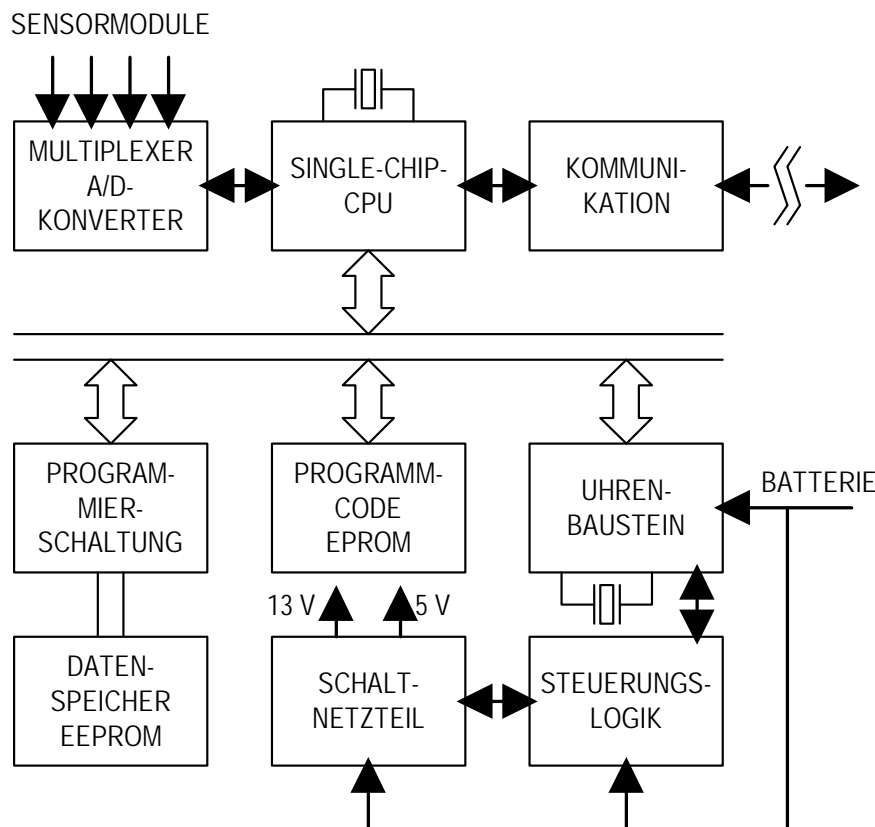 SENSORMODULE
MULTIPLEXER
A/D-
KONVERTER
SINGLE-CHIP-
CPU
KOMMUNI-
KATION
PROGRAM-
MIER-
SCHALTUNG
PROGRAMM-
CODE
EPROM
UHREN-
BAUSTEIN
BATTERIE
13 V
5 V
DATEN-
SPEICHER
EEPROM
SCHALT-
NETZTEIL
STEUERUNGS-
LOGIK